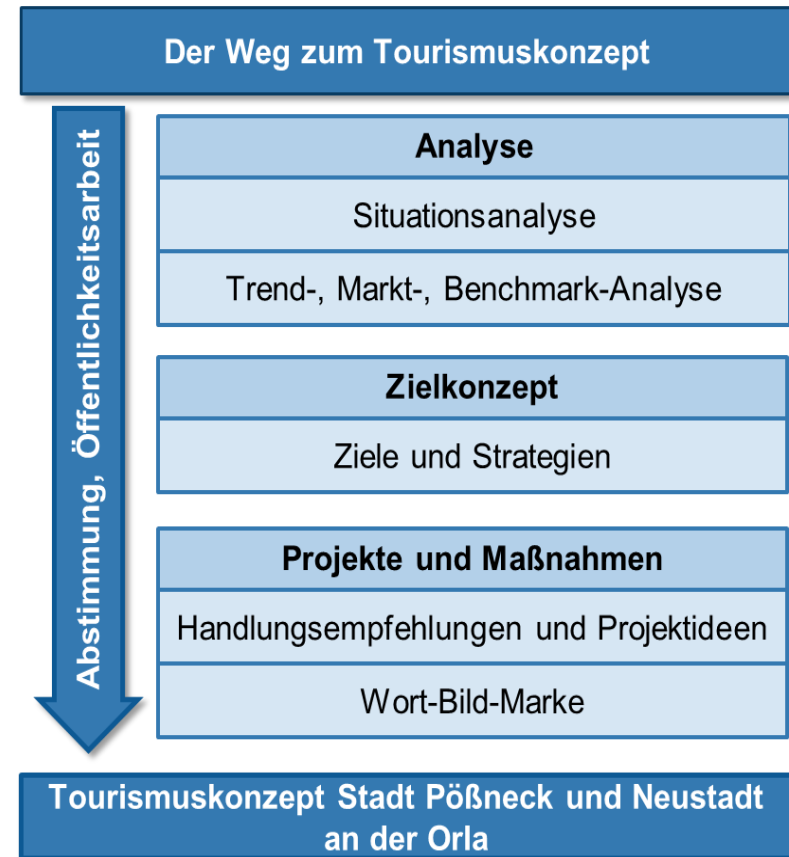 Der Weg zum Tourismuskonzept
Abstimmung, Öffentlichkeitsarbeit
Analyse
Situationsanalyse
Trend-, Markt-, Benchmark-Analyse
Zielkonzept
Ziele und Strategien
Projekte und Maßnahmen
Handlungsempfehlungen und Projektideen
Wort-Bild-Marke
Tourismuskonzept Stadt Pößneck und Neustadt
an der Orla